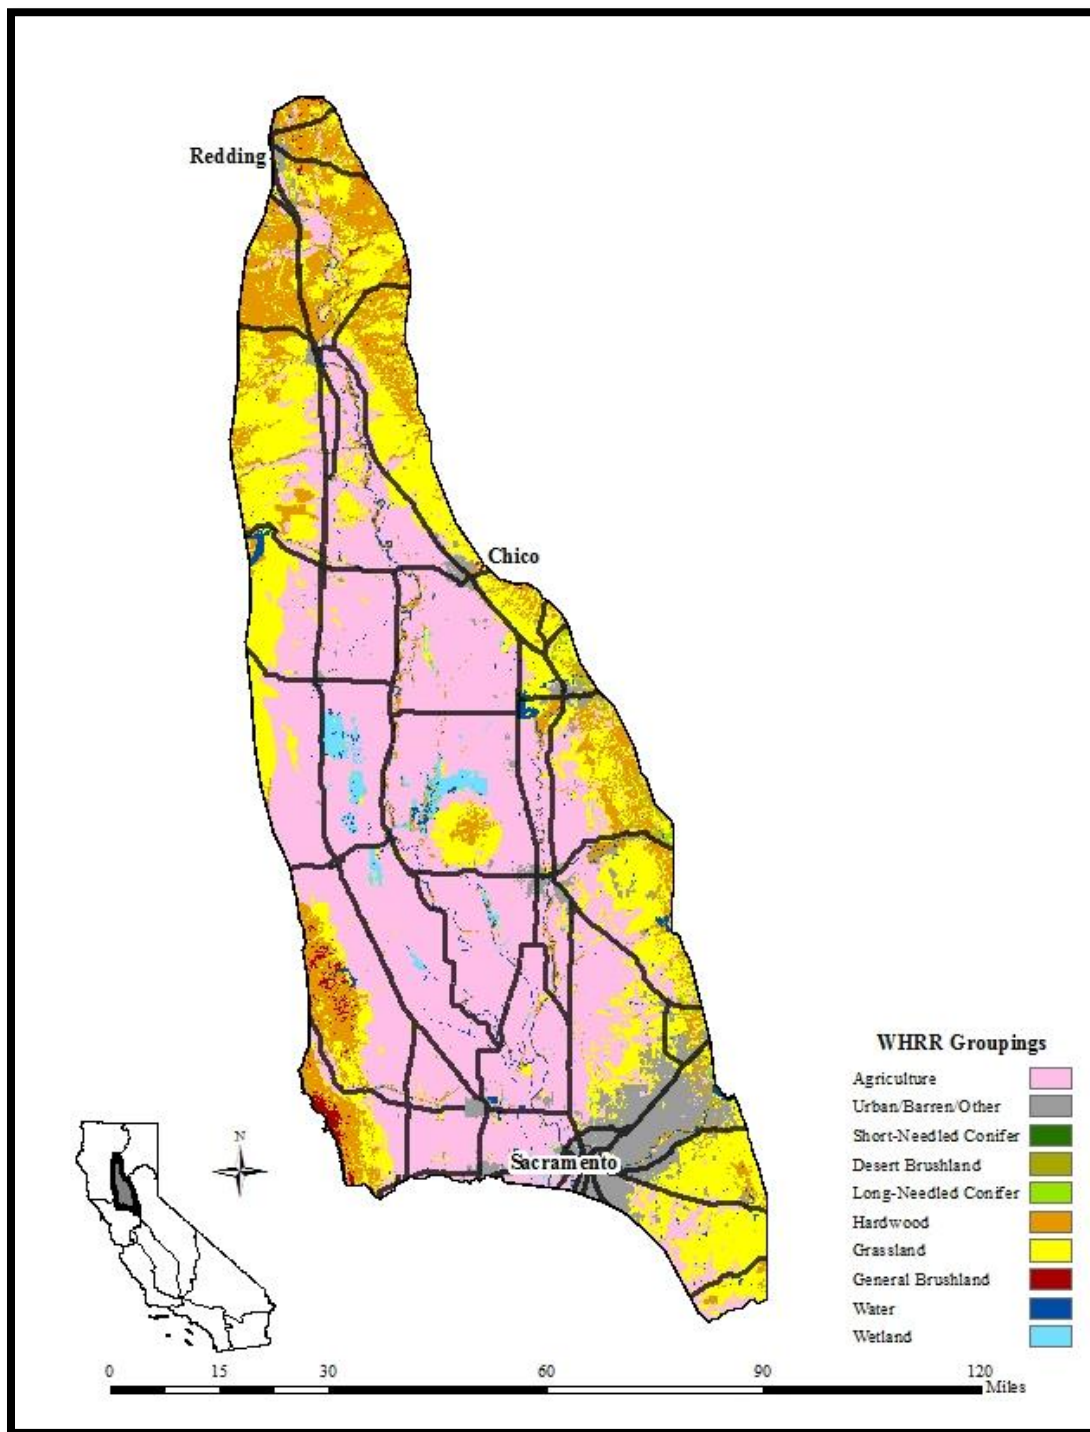 Redding
Chico
WHRR Groupings
Agriculture
Urban/Barren/Other
Short-Needled Conifer
Desert Brushland
Long-Needled Conifer
Hardwood
Grassland
General Brushland
Water
Wetland
Sacramento
N
0 15 30 60 90 120
Miles